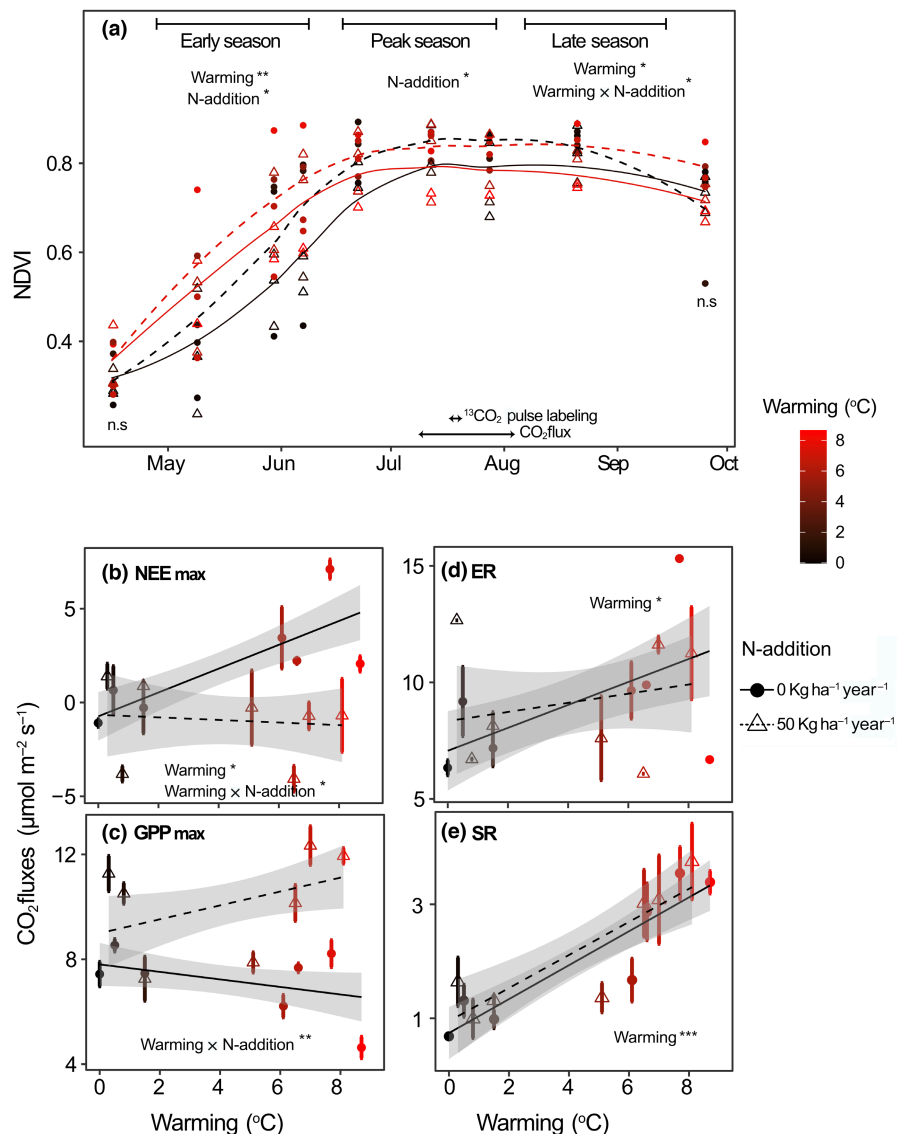 (a)
Early season
Peak season
Late season
Warming **
N-addition *
N-addition *
Warming *
Warming × N-addition *
NDVI
0.8
0.6
0.4
n.s
n.s
¹³CO₂ pulse labeling
CO₂flux
May
Jun
Jul
Aug
Sep
Oct
Warming (°C)
8
6
4
2
0
(b) NEE max
5
0
−5
Warming *
Warming × N-addition *
(d) ER
15
10
5
Warming *
N-addition
0 Kg ha⁻¹ year⁻¹
50 Kg ha⁻¹ year⁻¹
CO₂fluxes (μmol m⁻² s⁻¹)
(c) GPP max
12
8
4
Warming × N-addition **
0
2
4
6
8
Warming (°C)
(e) SR
3
1
Warming ***
0
2
4
6
8
Warming (°C)